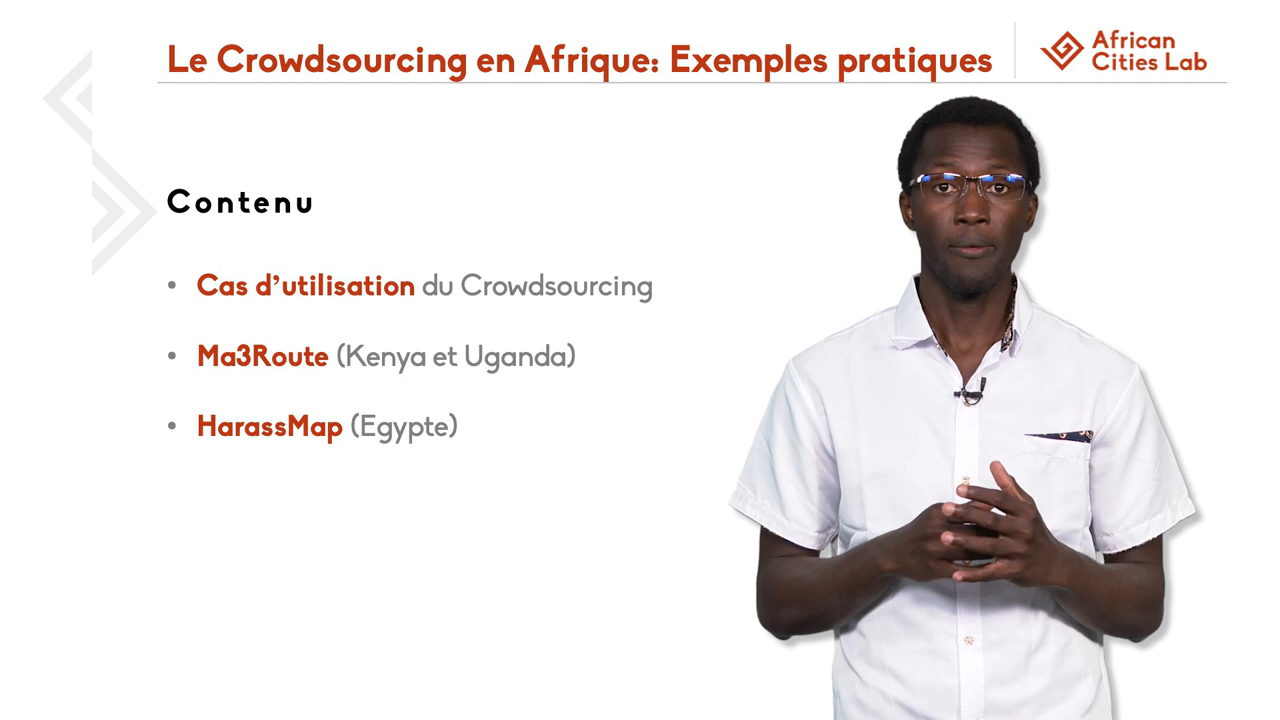 Le Crowdsourcing en Afrique: Exemples pratiques
African
Cities Lab
Contenu
• Cas d’utilisation du Crowdsourcing
• Ma3Route (Kenya et Uganda)
• HarassMap (Egypte)